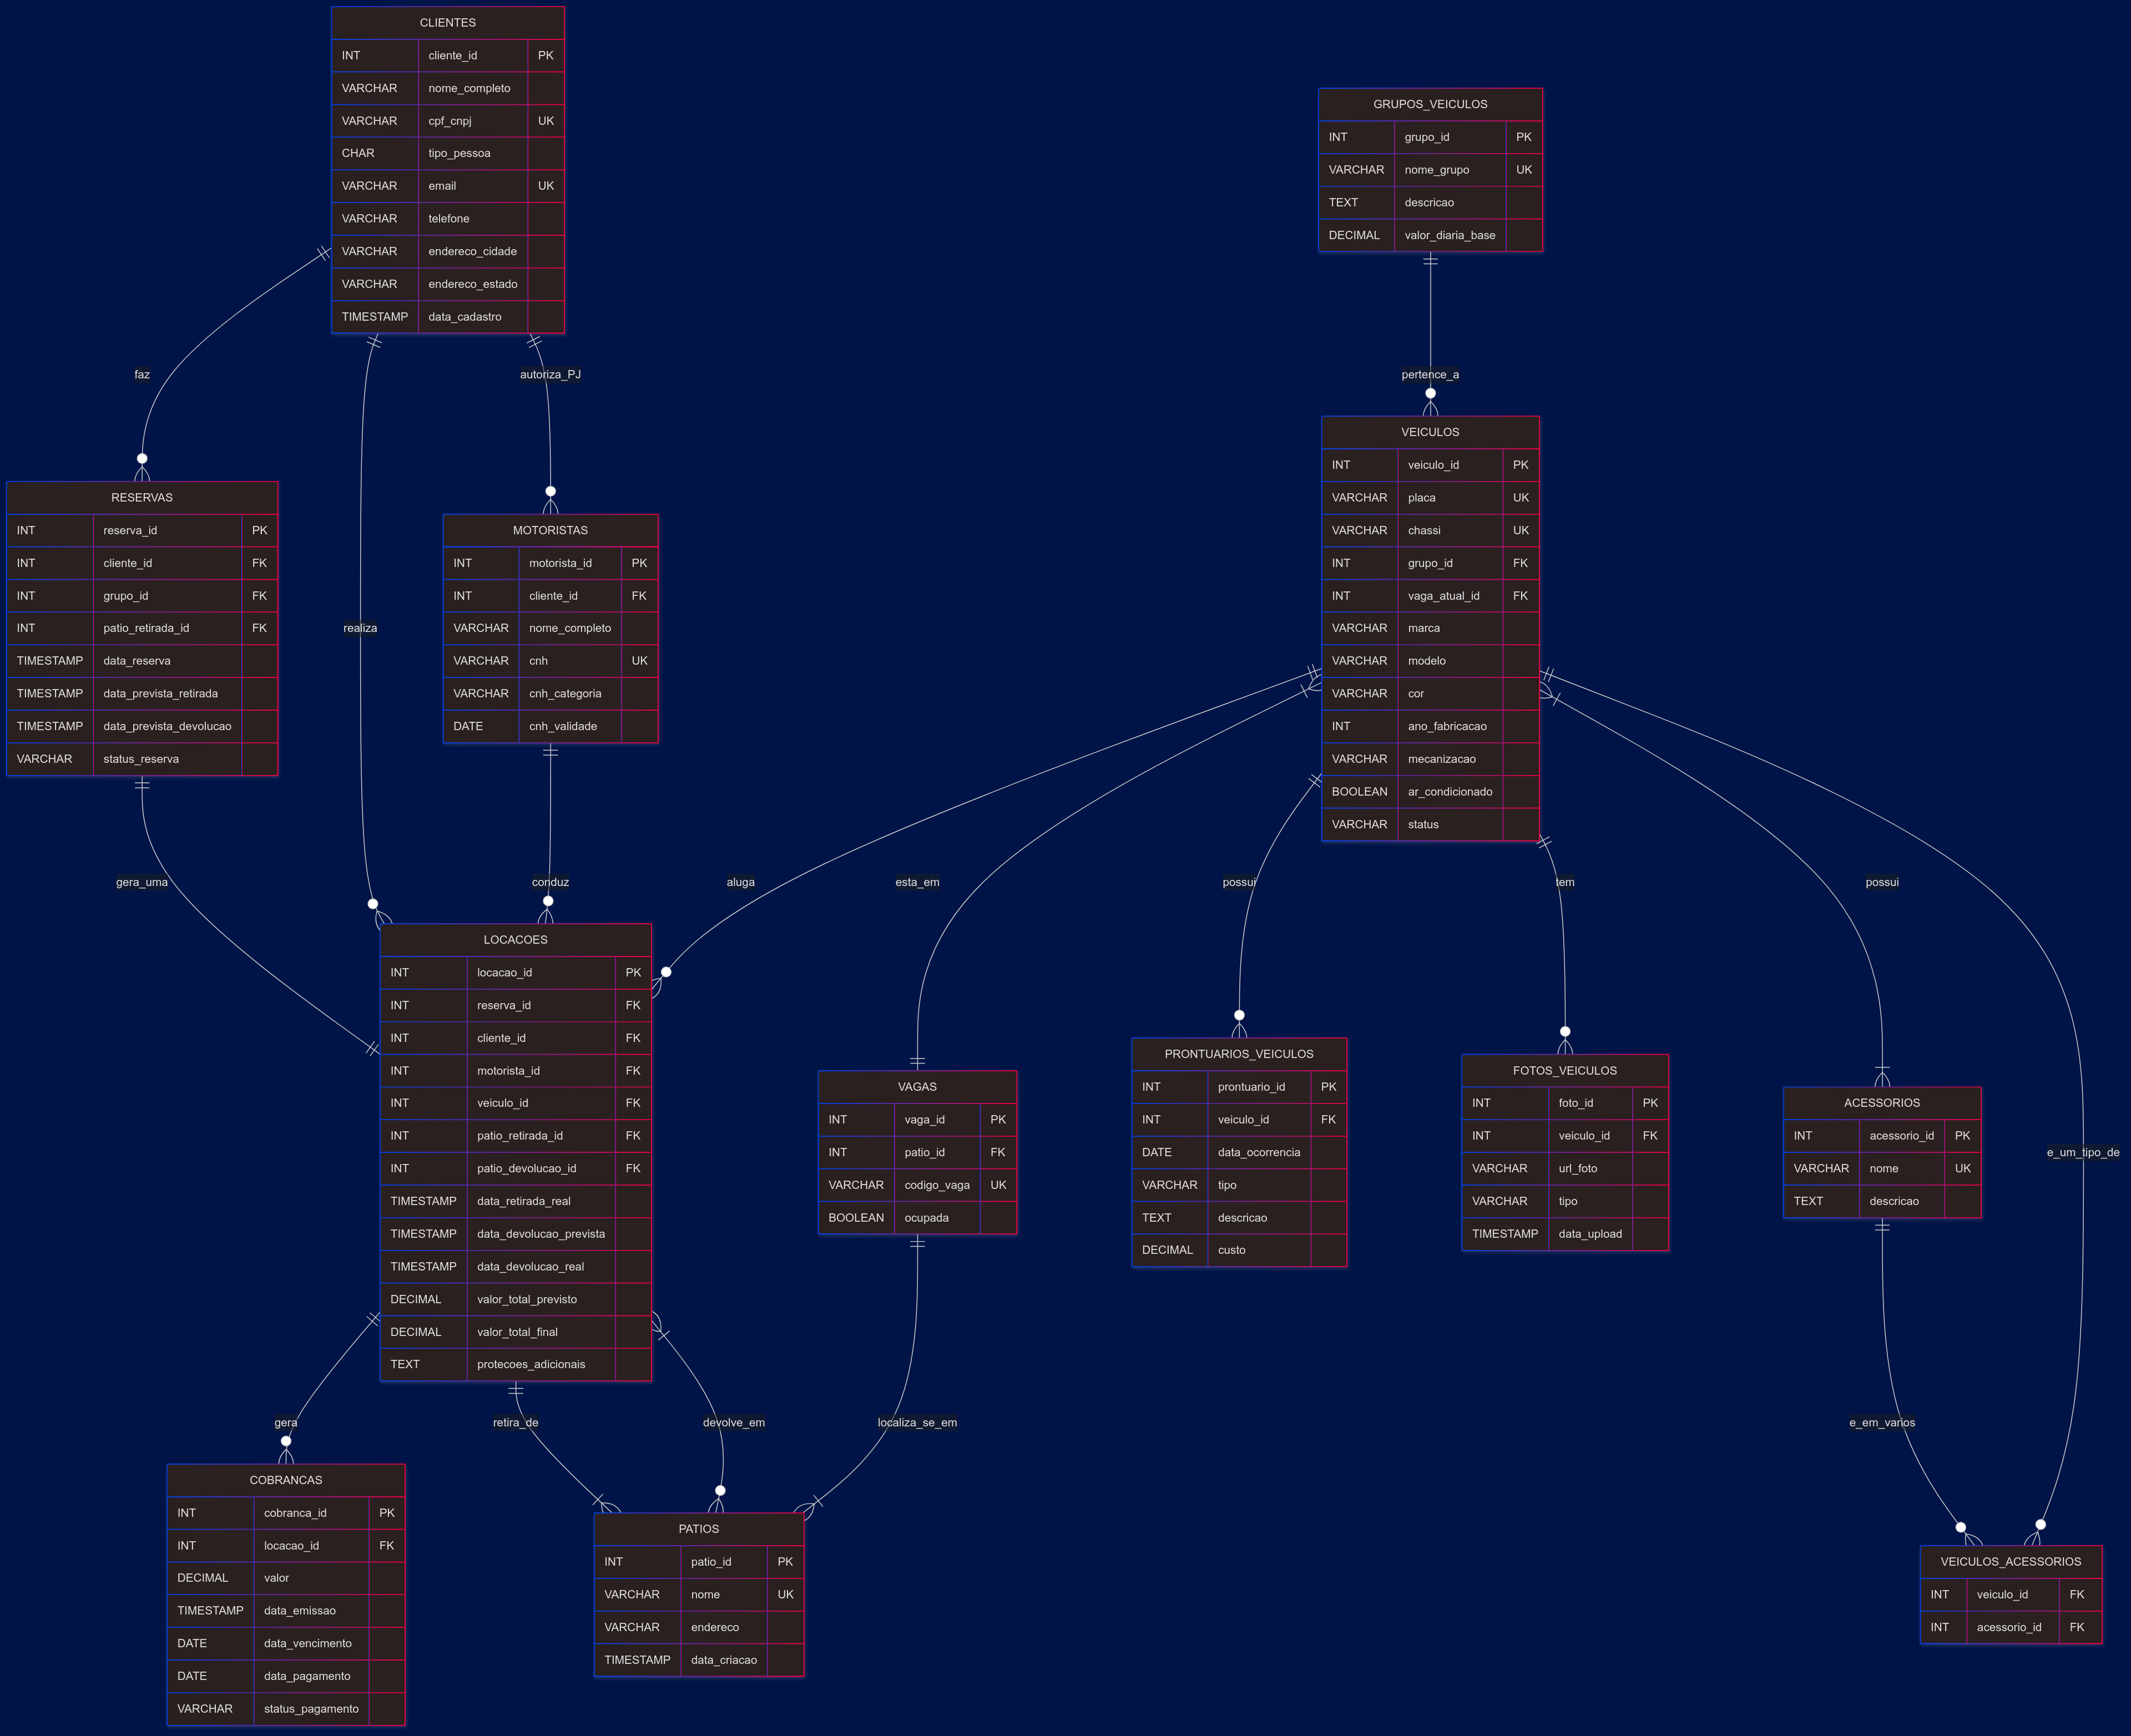 CLIENTES
INT cliente_id PK
VARCHAR nome_completo
VARCHAR cpf_cnpj UK
CHAR tipo_pessoa
VARCHAR email UK
VARCHAR telefone
VARCHAR endereco_cidade
VARCHAR endereco_estado
TIMESTAMP data_cadastro
GRUPOS_VEICULOS
INT grupo_id PK
VARCHAR nome_grupo UK
TEXT descricao
DECIMAL valor_diaria_base
faz
autoriza_PJ
pertence_a
RESERVAS
INT reserva_id PK
INT cliente_id FK
INT grupo_id FK
INT patio_retirada_id FK
TIMESTAMP data_reserva
TIMESTAMP data_prevista_retirada
TIMESTAMP data_prevista_devolucao
VARCHAR status_reserva
realiza
MOTORISTAS
INT motorista_id PK
INT cliente_id FK
VARCHAR nome_completo
VARCHAR cnh UK
VARCHAR cnh_categoria
DATE cnh_validade
VEICULOS
INT veiculo_id PK
VARCHAR placa UK
VARCHAR chassi UK
INT grupo_id FK
INT vaga_atual_id FK
VARCHAR marca
VARCHAR modelo
VARCHAR cor
INT ano_fabricacao
VARCHAR mecanizacao
BOOLEAN ar_condicionado
VARCHAR status
gera_uma
conduz
aluga
esta_em
possui
tem
possui
LOCACOES
INT locacao_id PK
INT reserva_id FK
INT cliente_id FK
INT motorista_id FK
INT veiculo_id FK
INT patio_retirada_id FK
INT patio_devolucao_id FK
TIMESTAMP data_retirada_real
TIMESTAMP data_devolucao_prevista
TIMESTAMP data_devolucao_real
DECIMAL valor_total_previsto
DECIMAL valor_total_final
TEXT protecoes_adicionais
VAGAS
INT vaga_id PK
INT patio_id FK
VARCHAR codigo_vaga UK
BOOLEAN ocupada
PRONTUARIOS_VEICULOS
INT prontuario_id PK
INT veiculo_id FK
DATE data_ocorrencia
VARCHAR tipo
TEXT descricao
DECIMAL custo
FOTOS_VEICULOS
INT foto_id PK
INT veiculo_id FK
VARCHAR url_foto
VARCHAR tipo
TIMESTAMP data_upload
ACESSORIOS
INT acessorio_id PK
VARCHAR nome UK
TEXT descricao
e_um_tipo_de
gera
retira_de
devolve_em
localiza_se_em
e_em_varios
COBRANCAS
INT cobranca_id PK
INT locacao_id FK
DECIMAL valor
TIMESTAMP data_emissao
DATE data_vencimento
DATE data_pagamento
VARCHAR status_pagamento
PATIOS
INT patio_id PK
VARCHAR nome UK
VARCHAR endereco
TIMESTAMP data_criacao
VEICULOS_ACESSORIOS
INT veiculo_id FK
INT acessorio_id FK